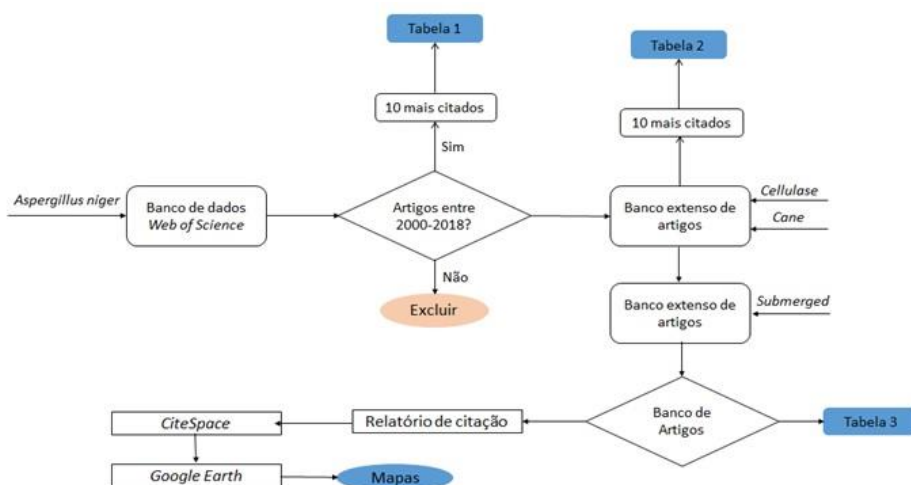 Tabela 1
Tabela 2
10 mais citados
10 mais citados
Sim
Aspergillus niger
Banco de dados
Web of Science
Artigos entre
2000-2018?
Banco extenso de
artigos
Cellulase
Cane
Não
Excluir
Banco extenso de
artigos
Submerged
CiteSpace
Relatório de citação
Banco de
Artigos
Tabela 3
Google Earth
Mapas